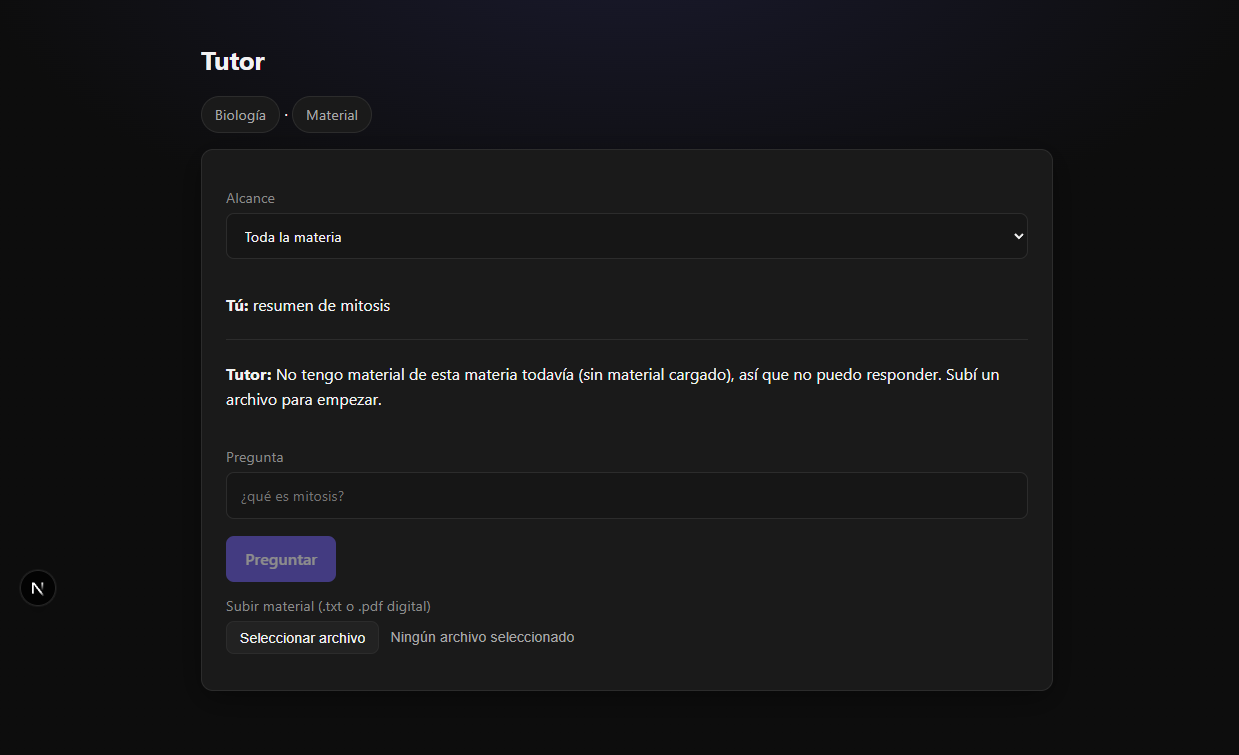 Tutor
Biología · Material
Alcance
Toda la materia
Tú: resumen de mitosis
Tutor: No tengo material de esta materia todavía (sin material cargado), así que no puedo responder. Subí un
archivo para empezar.
Pregunta
¿qué es mitosis?
Preguntar
N
Subir material (.txt o .pdf digital)
Seleccionar archivo Ningún archivo seleccionado